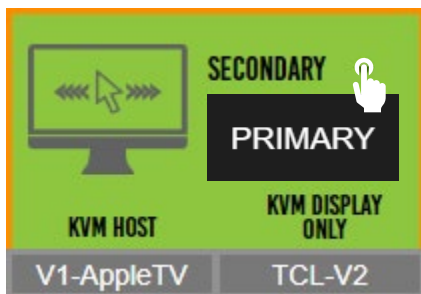 SECONDARY
PRIMARY
KVM HOST
KVM DISPLAY
ONLY
V1-AppleTV
TCL-V2